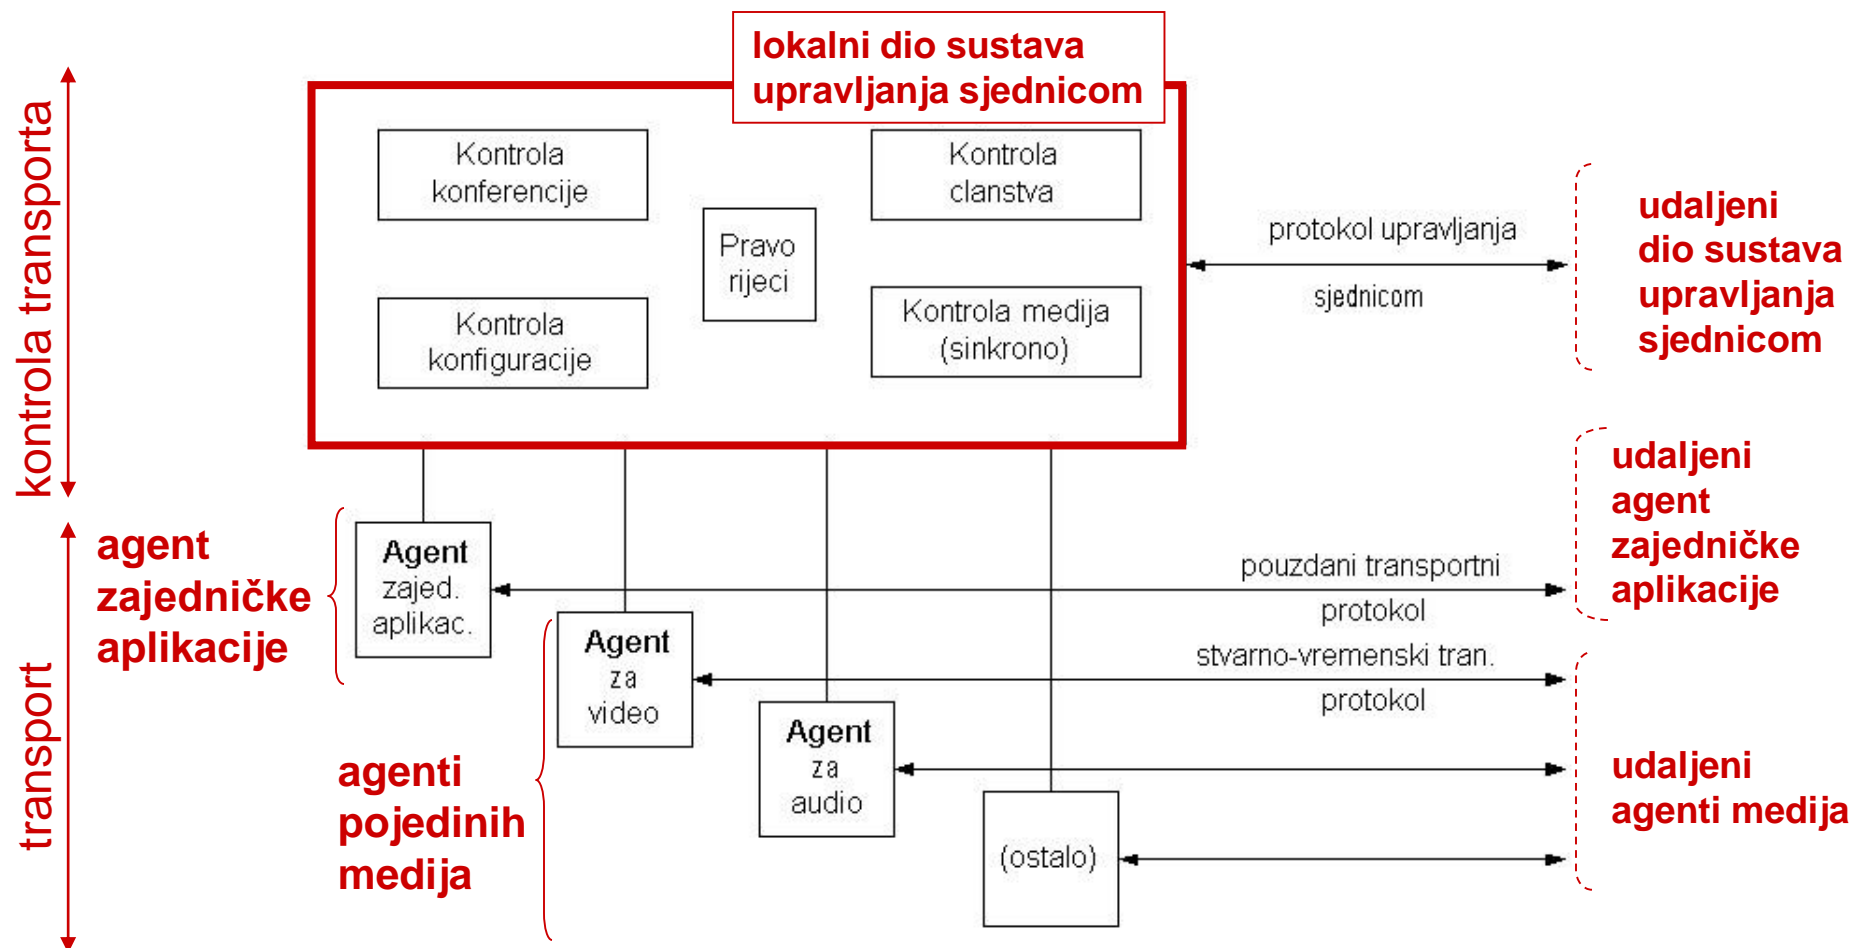 lokalni dio sustava
upravljanja sjednicom
kontrola transporta
Kontrola
konferencije
Kontrola
clanstva
Pravo
rijeci
Kontrola
konfiguracije
Kontrola medija
(sinkrono)
protokol upravljanja
sjednicom
udaljeni
dio sustava
upravljanja
sjednicom
transport
agent
zajedničke
aplikacije
Agent
zajed.
aplikac.
pouzdani transportni
protokol
udaljeni
agent
zajedničke
aplikacije
agenti
pojedinih
medija
Agent
za
video
stvarno-vremenski tran.
protokol
Agent
za
audio
(ostalo)
udaljeni
agenti medija